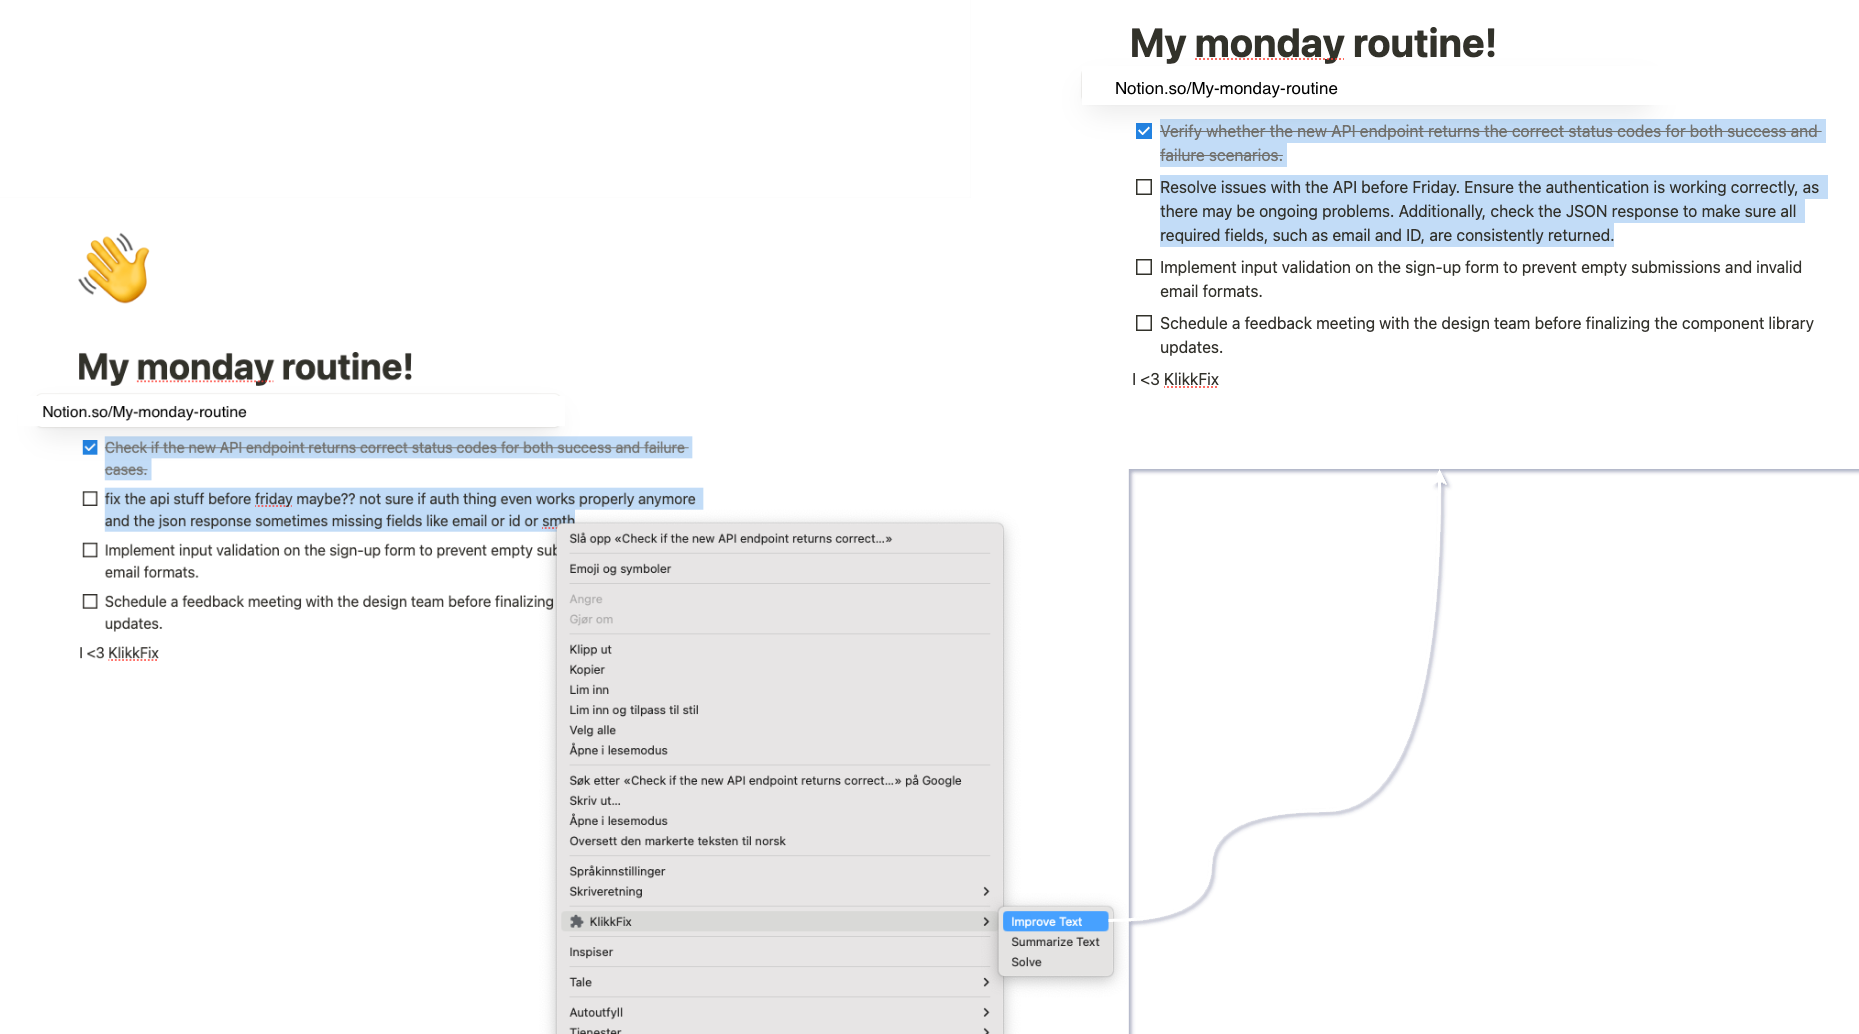 My monday routine!
Notion.so/My-monday-routine
Check if the new API endpoint returns correct status codes for both success and failure
cases.
fix the api stuff before friday maybe?? not sure if auth thing even works properly anymore
and the json response sometimes missing fields like email or id or smth
Implement input validation on the sign-up form to prevent empty sub
email formats.
Schedule a feedback meeting with the design team before finalizing
updates.
I <3 KlikkFix
Slå opp «Check if the new API endpoint returns correct...»
Emoji og symboler
Angre
Gjør om
Klipp ut
Kopier
Lim inn
Lim inn og tilpass til stil
Velg alle
Åpne i lesemodus
Søk etter «Check if the new API endpoint returns correct...» på Google
Skriv ut...
Åpne i lesemodus
Oversett den markerte teksten til norsk
Språkinnstillinger
Skriveretning
KlikkFix
Inspiser
Tale
Autoutfyll
Tjenester
Improve Text
Summarize Text
Solve
My monday routine!
Notion.so/My-monday-routine
Verify whether the new API endpoint returns the correct status codes for both success and
failure scenarios.
Resolve issues with the API before Friday. Ensure the authentication is working correctly, as
there may be ongoing problems. Additionally, check the JSON response to make sure all
required fields, such as email and ID, are consistently returned.
Implement input validation on the sign-up form to prevent empty submissions and invalid
email formats.
Schedule a feedback meeting with the design team before finalizing the component library
updates.
I <3 KlikkFix